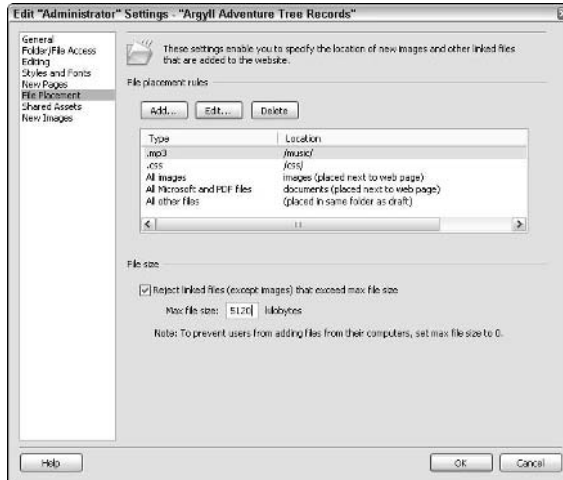 Edit "Administrator" Settings - "Argyll Adventure Tree Records"
General
Folder/File Access
Editing
Styles and Fonts
New Pages
File Placement
Shared Assets
New Images
These settings enable you to specify the location of new images and other linked files
that are added to the website.
File placement rules
Add... Edit... Delete
Type Location
.mp3 /music/
.css /css/
All images images (placed next to web page)
All Microsoft and PDF files documents (placed next to web page)
All other files (placed in same folder as draft)
File size
Reject linked files (except images) that exceed max file size
Max file size: 5120 kilobytes
Note: To prevent users from adding files from their computers, set max file size to 0.
Help OK Cancel